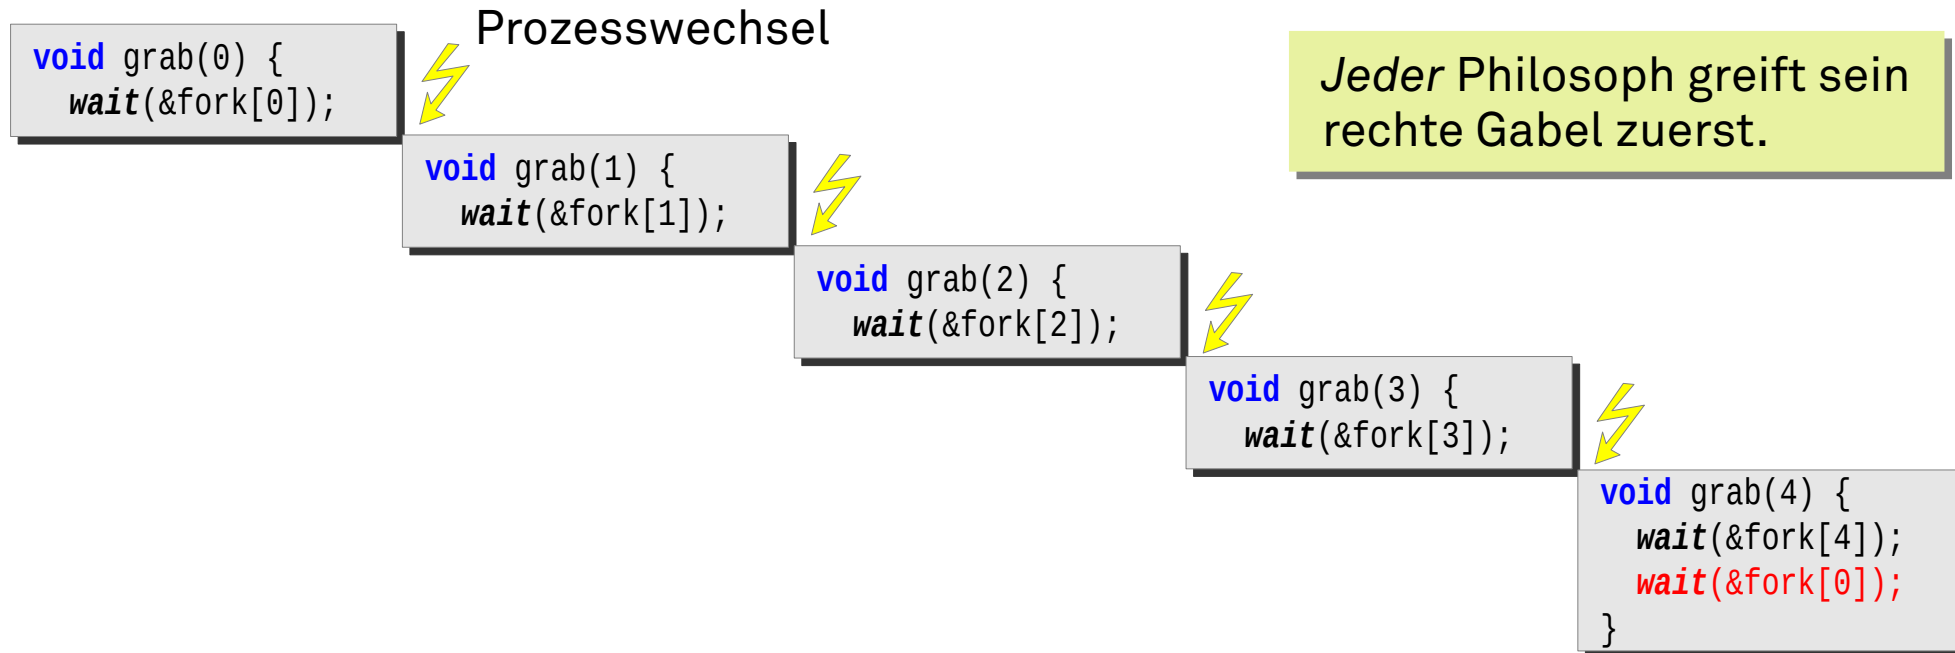 Prozesswechsel
void grab(0) {
wait(&fork[0]);
Jeder Philosoph greift sein
rechte Gabel zuerst.
void grab(1) {
wait(&fork[1]);
void grab(2) {
wait(&fork[2]);
void grab(3) {
wait(&fork[3]);
void grab(4) {
wait(&fork[4]);
wait(&fork[0]);
}